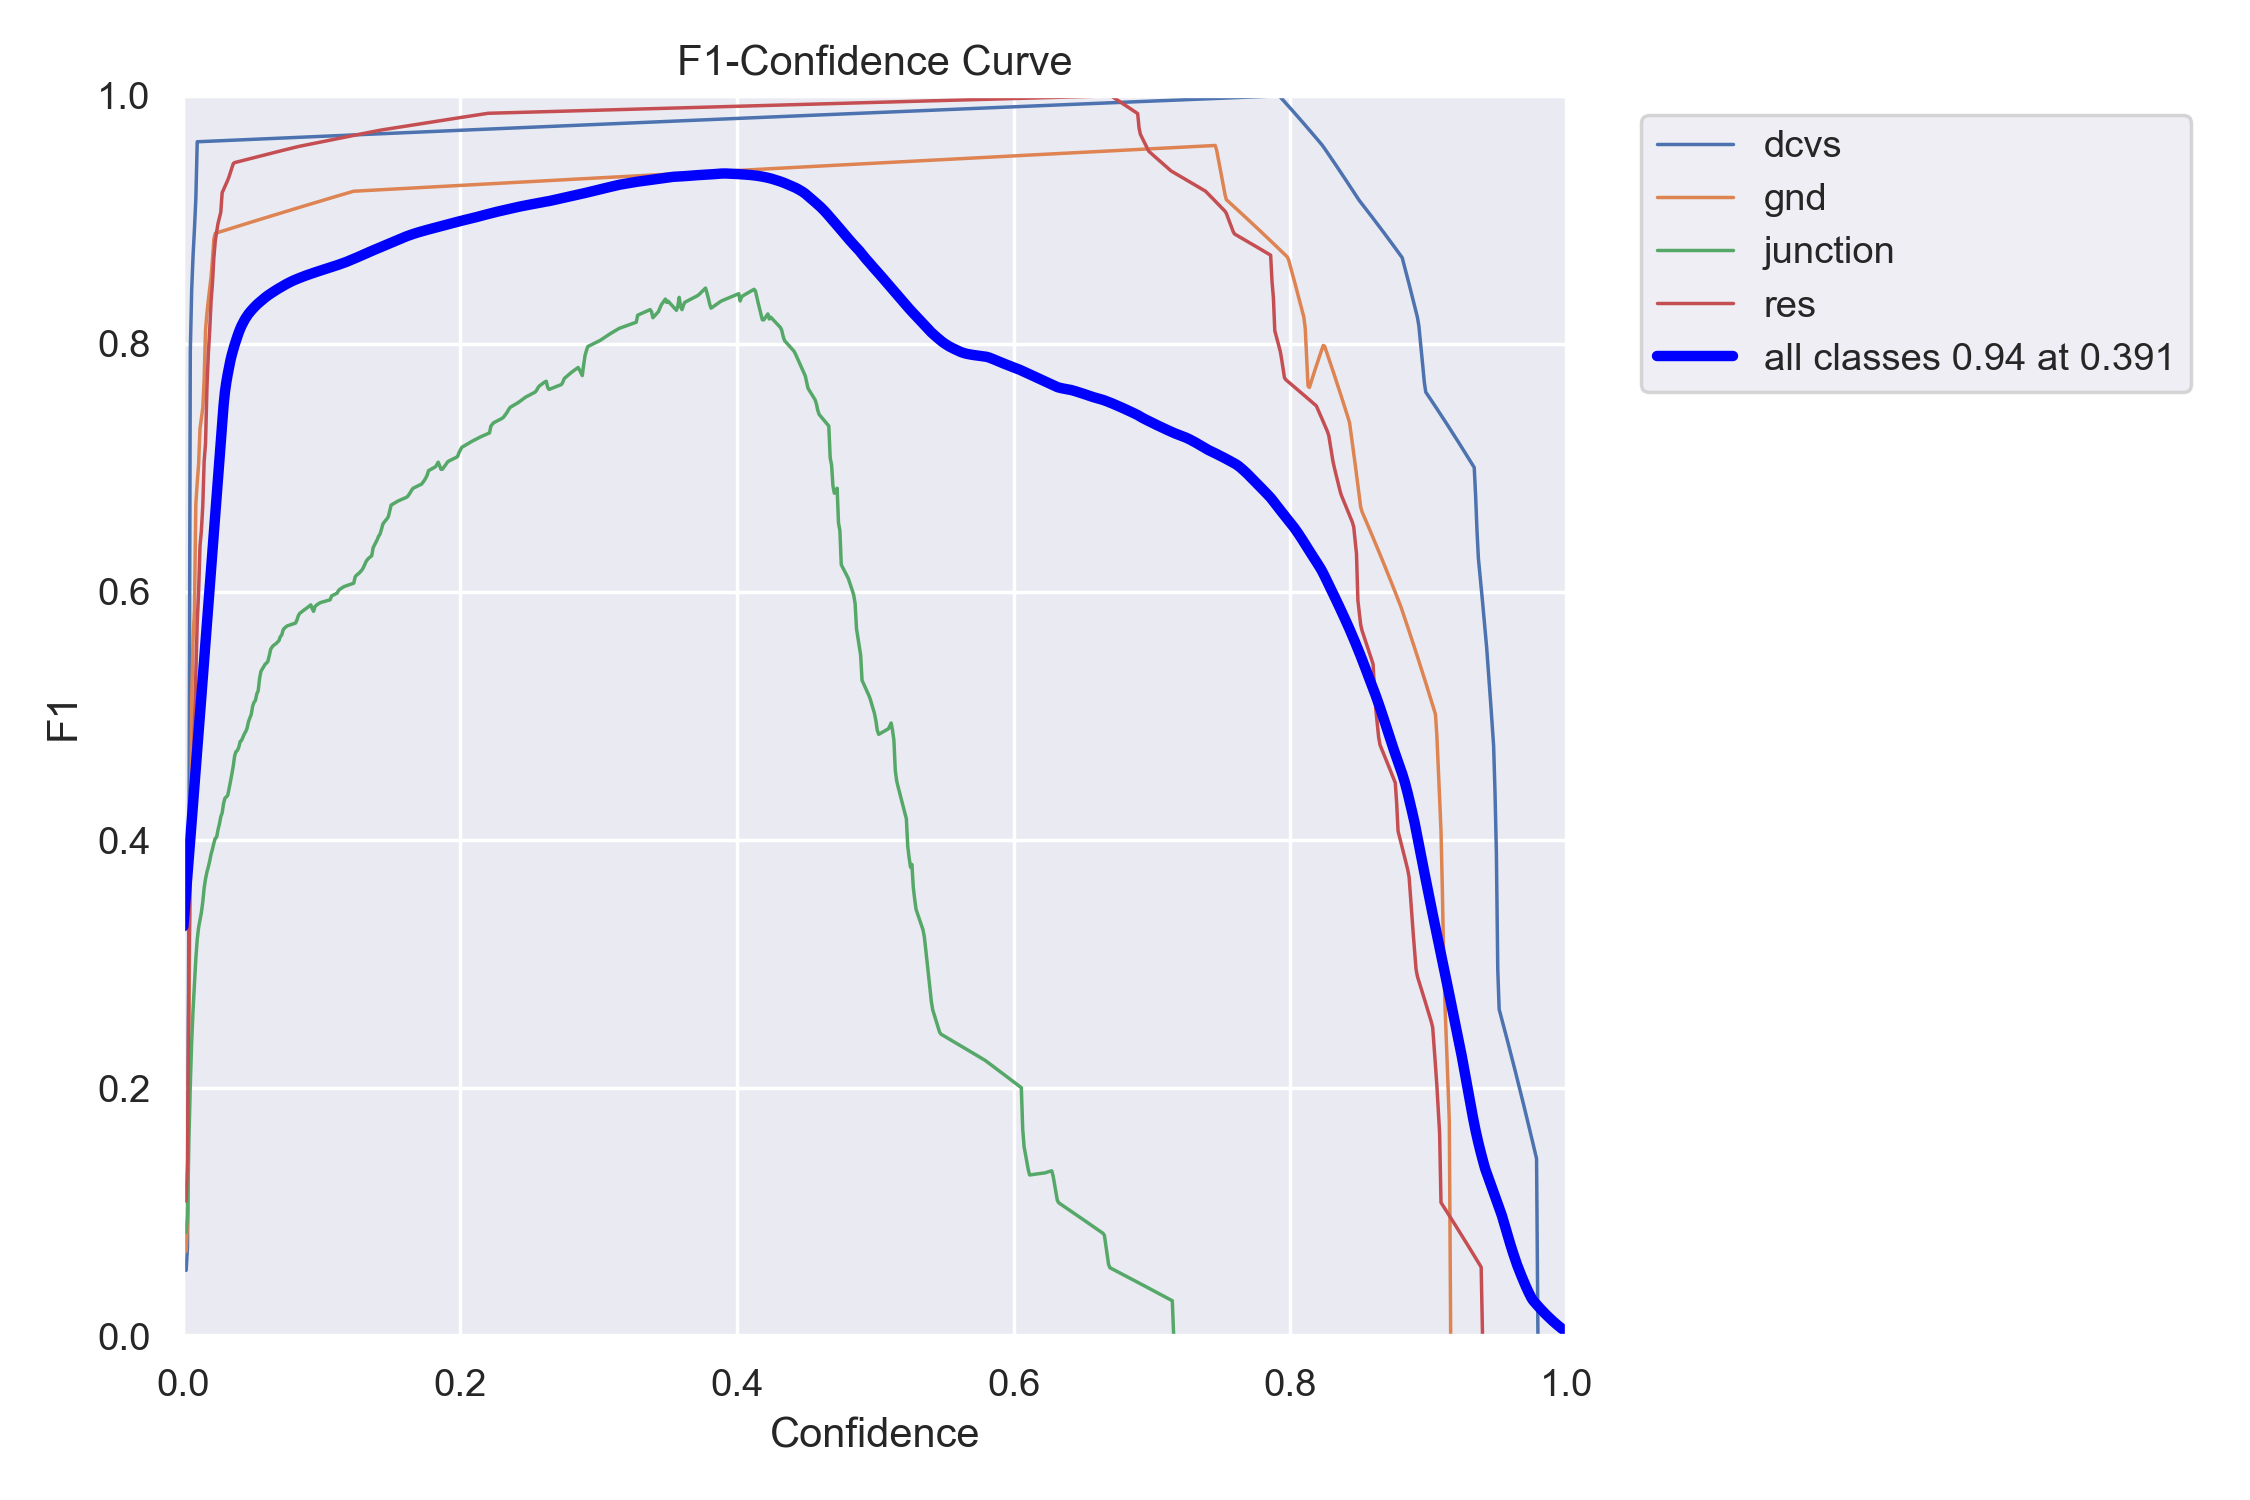 F1-Confidence Curve
1.0
0.8
0.6
0.4
0.2
0.0
F1
0.0 0.2 0.4 0.6 0.8 1.0
Confidence
dcvs
gnd
junction
res
all classes 0.94 at 0.391